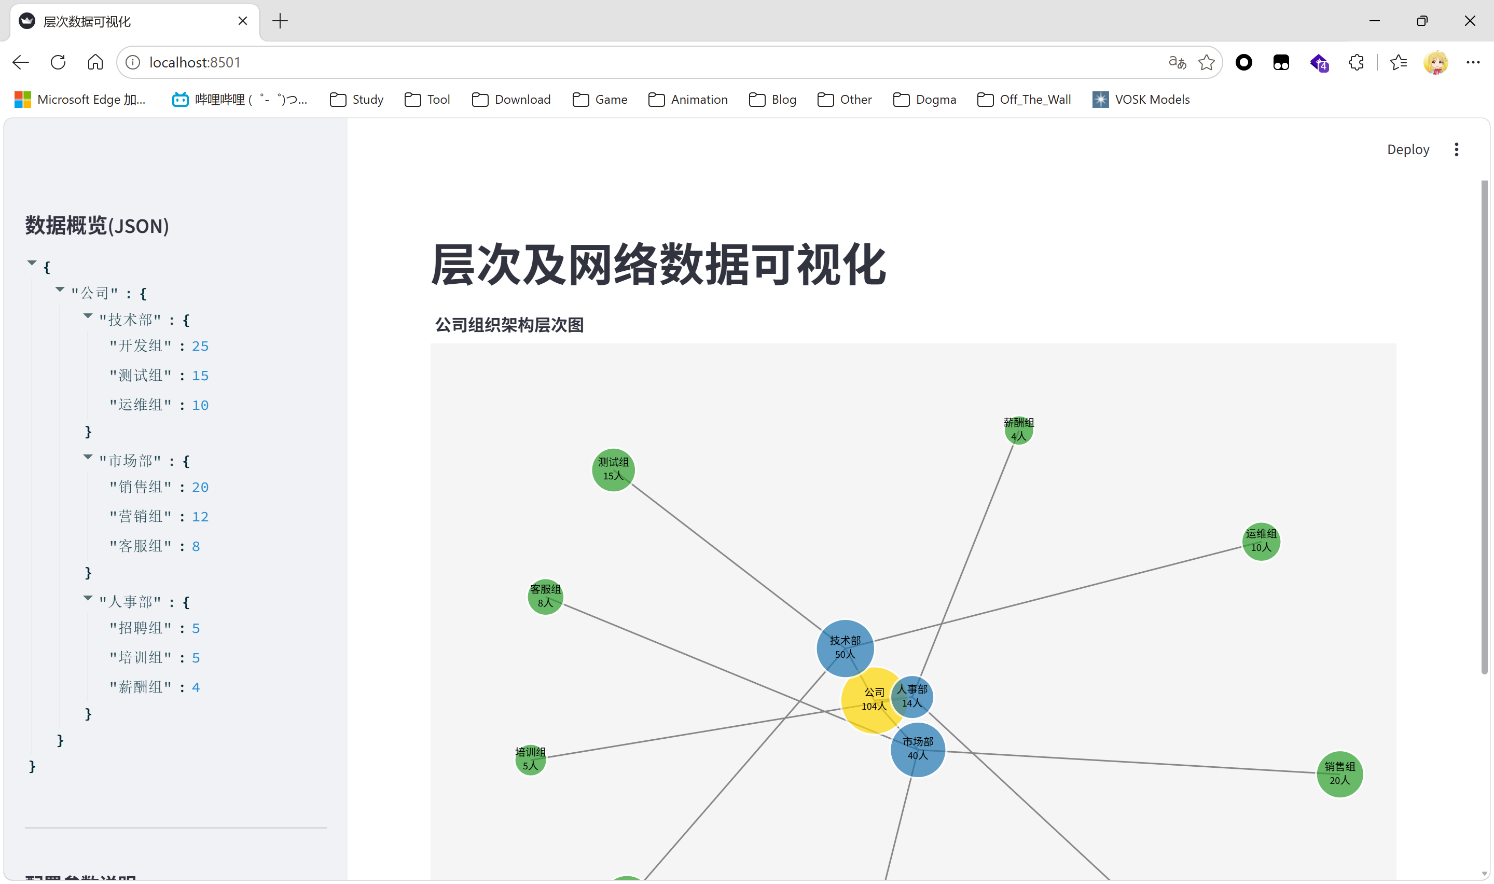 层次数据可视化
localhost:8501
4
Microsoft Edge 加...
哔哩哔哩 (゜-゜)つ...
Study
Tool
Download
Game
Animation
Blog
Other
Dogma
Off_The_Wall
VOSK Models
Deploy
数据概览(JSON)
{
"公司" : {
"技术部" : {
"开发组" : 25
"测试组" : 15
"运维组" : 10
}
"市场部" : {
"销售组" : 20
"营销组" : 12
"客服组" : 8
}
"人事部" : {
"招聘组" : 5
"培训组" : 5
"薪酬组" : 4
}
}
}
配置参数说明
层次及网络数据可视化
公司组织架构层次图
薪酬组
4人
测试组
15人
运维组
10人
客服组
8人
技术部
50人
公司
104人
人事部
14人
市场部
40人
培训组
5人
销售组
20人